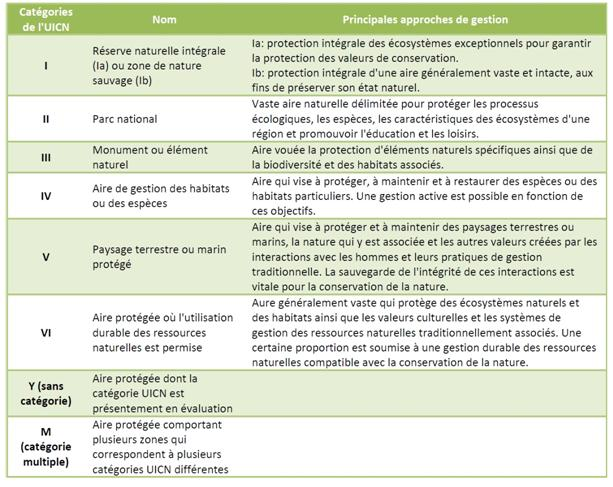 Catégories de l'UICN Nom Principales approches de gestion
I
Réserve naturelle intégrale
(Ia) ou zone de nature
sauvage (Ib)
Ia: protection intégrale des écosystèmes exceptionnels pour garantir
la protection des valeurs de conservation.
Ib: protection intégrale d'une aire généralement vaste et intacte, aux
fins de préserver son état naturel.
II
Parc national
Vaste aire naturelle délimitée pour protéger les processus
écologiques, les espèces, les caractéristiques des écosystèmes d'une
région et promouvoir l'éducation et les loisirs.
III
Monument ou élément
naturel
Aire vouée la protection d'éléments naturels spécifiques ainsi que de
la biodiversité et des habitats associés.
IV
Aire de gestion des habitats
ou des espèces
Aire qui vise à protéger, à maintenir et à restaurer des espèces ou des
habitats particuliers. Une gestion active est possible en fonction de
ces objectifs.
V
Paysage terrestre ou marin
protégé
Aire qui vise à protéger et à maintenir des paysages terrestres ou
marins, la nature qui y est associée et les autres valeurs créées par les
interactions avec les hommes et leurs pratiques de gestion
traditionnelle. La sauvegarde de l'intégrité de ces interactions est
vitale pour la conservation de la nature.
VI
Aire protégée où l'utilisation
durable des ressources
naturelles est permise
Aure généralement vaste qui protège des écosystèmes naturels et
des habitats ainsi que les valeurs culturelles et les systèmes de
gestion des ressources naturelles traditionnellement associés. Une
certaine proportion est soumise à une gestion durable des ressources
naturelles compatible avec la conservation de la nature.
Y (sans
catégorie)
Aire protégée dont la
catégorie UICN est
présentement en évaluation
M
(catégorie
multiple)
Aire protégée comportant
plusieurs zones qui
correspondent à plusieurs
catégories UICN différentes